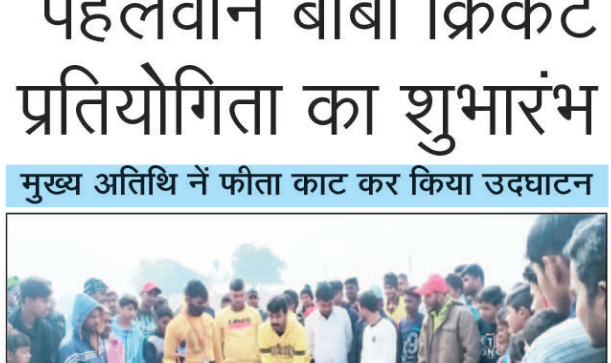 पहलवान बाबा क्रिकेट
प्रतियोगिता का शुभारंभ
मुख्य अतिथि नें फीता काट कर किया उदघाटन